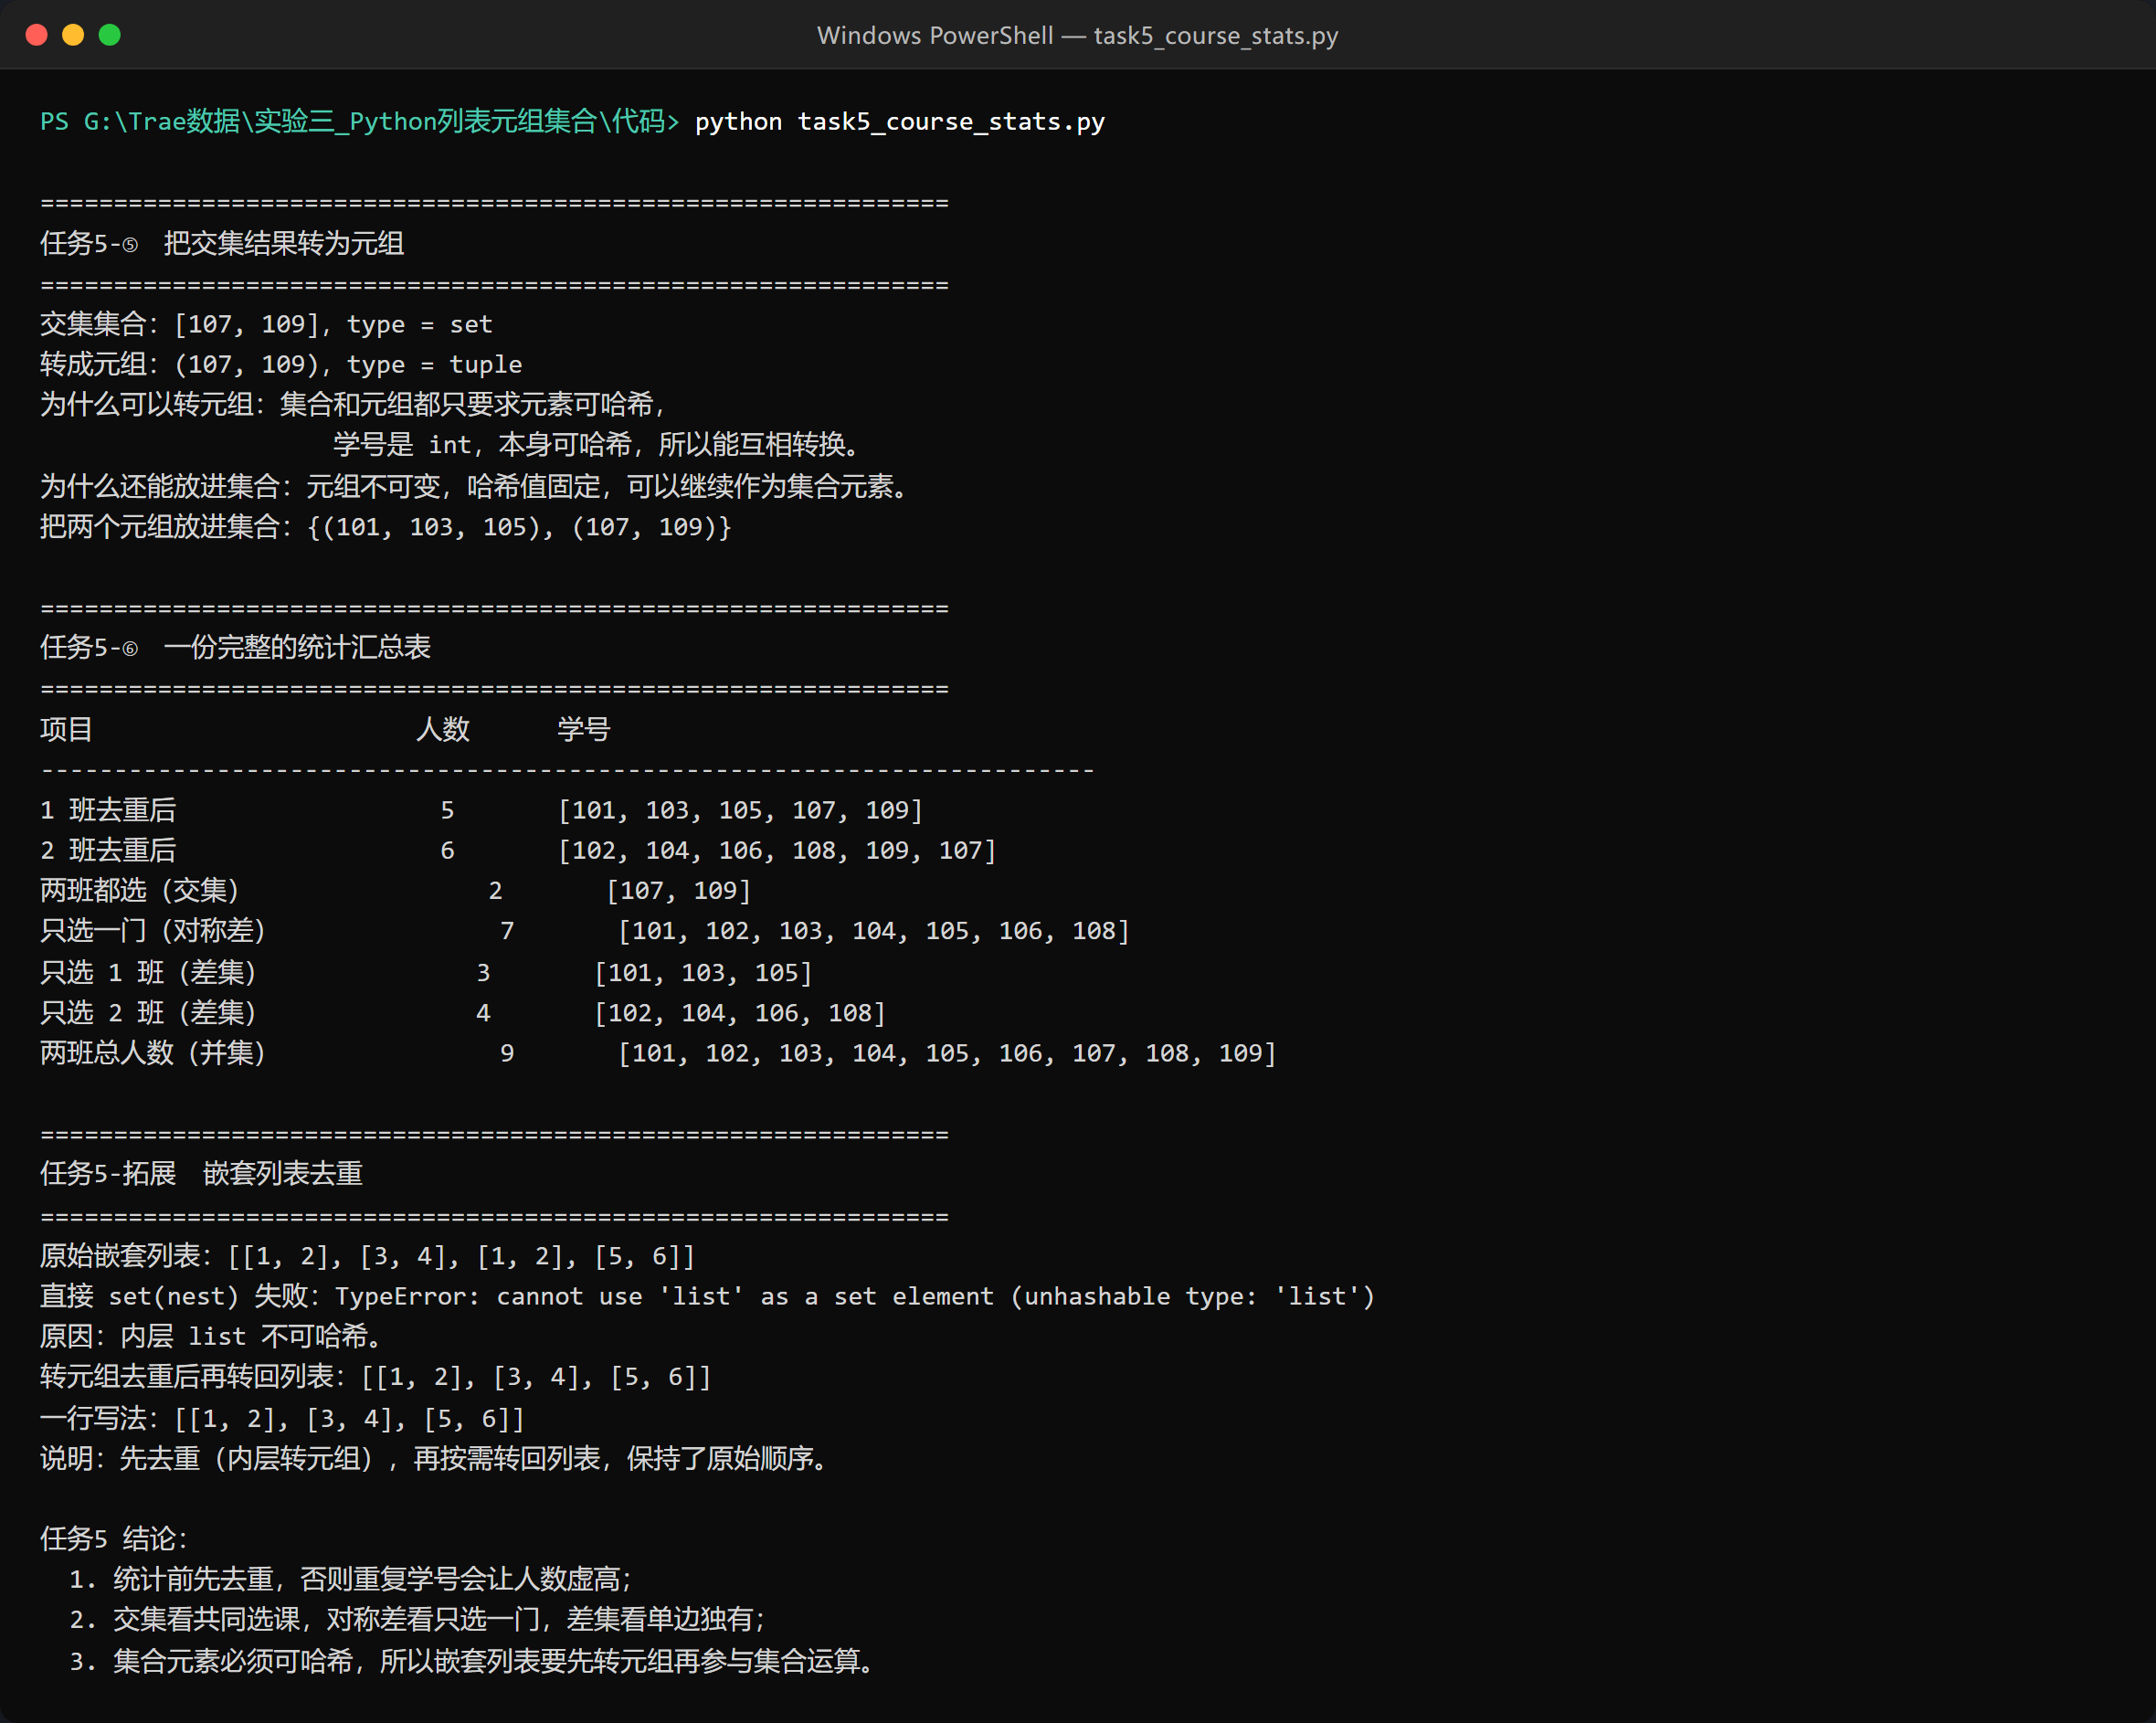 Windows PowerShell — task5_course_stats.py
PS G:\Trae数据\实验三_Python列表元组集合\代码> python task5_course_stats.py
==============================================================
任务5-⑤  把交集结果转为元组
==============================================================
交集集合：[107, 109]，type = set
转成元组：(107, 109)，type = tuple
为什么可以转元组：集合和元组都只要求元素可哈希，
学号是 int，本身可哈希，所以能互相转换。
为什么还能放进集合：元组不可变，哈希值固定，可以继续作为集合元素。
把两个元组放进集合：{(101, 103, 105), (107, 109)}
==============================================================
任务5-⑥  一份完整的统计汇总表
==============================================================
项目 人数 学号
------------------------------------------------------------------------
1 班去重后 5 [101, 103, 105, 107, 109]
2 班去重后 6 [102, 104, 106, 108, 109, 107]
两班都选（交集） 2 [107, 109]
只选一门（对称差） 7 [101, 102, 103, 104, 105, 106, 108]
只选 1 班（差集） 3 [101, 103, 105]
只选 2 班（差集） 4 [102, 104, 106, 108]
两班总人数（并集） 9 [101, 102, 103, 104, 105, 106, 107, 108, 109]
==============================================================
任务5-拓展  嵌套列表去重
==============================================================
原始嵌套列表：[[1, 2], [3, 4], [1, 2], [5, 6]]
直接 set(nest) 失败：TypeError: cannot use 'list' as a set element (unhashable type: 'list')
原因：内层 list 不可哈希。
转元组去重后再转回列表：[[1, 2], [3, 4], [5, 6]]
一行写法：[[1, 2], [3, 4], [5, 6]]
说明：先去重（内层转元组），再按需转回列表，保持了原始顺序。
任务5 结论：
1. 统计前先去重，否则重复学号会让人数虚高；
2. 交集看共同选课，对称差看只选一门，差集看单边独有；
3. 集合元素必须可哈希，所以嵌套列表要先转元组再参与集合运算。